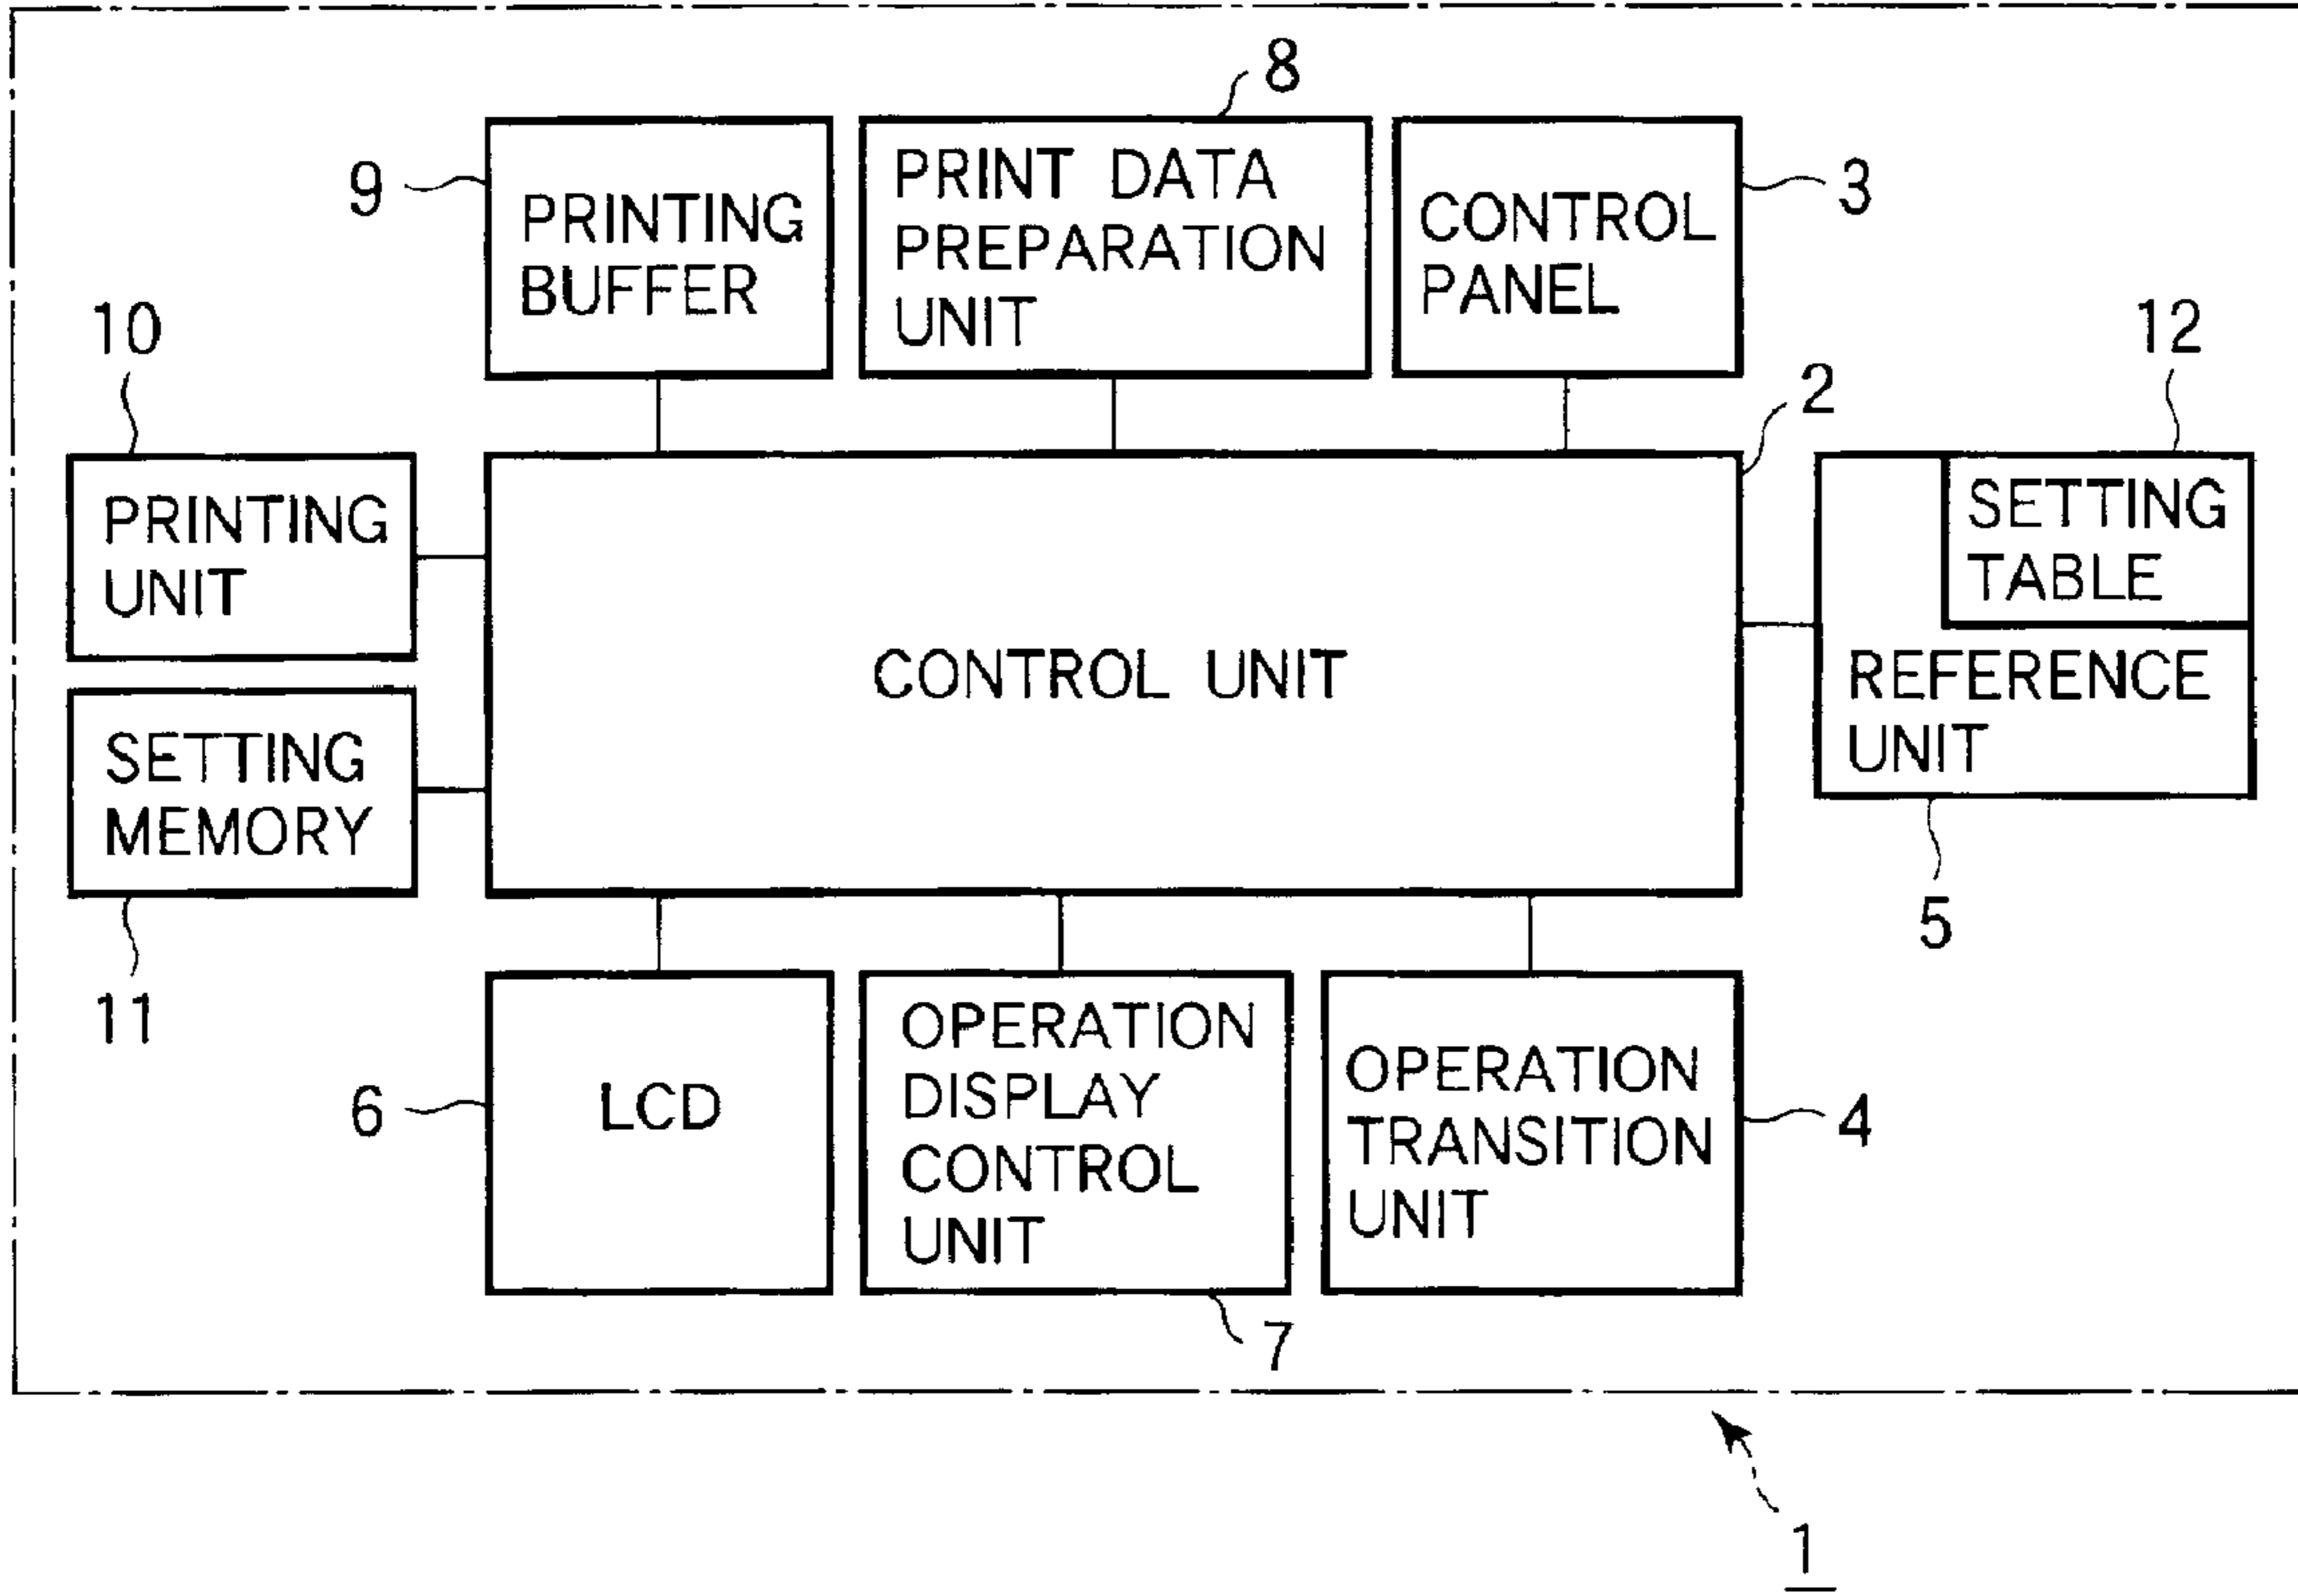 8
9
PRINTING
BUFFER
PRINT DATA
PREPARATION
UNIT
CONTROL
PANEL
3
10
2
12
PRINTING
UNIT
SETTING
TABLE
CONTROL UNIT
REFERENCE
UNIT
SETTING
MEMORY
5
11
6
LCD
OPERATION
DISPLAY
CONTROL
UNIT
OPERATION
TRANSITION
UNIT
4
7
1